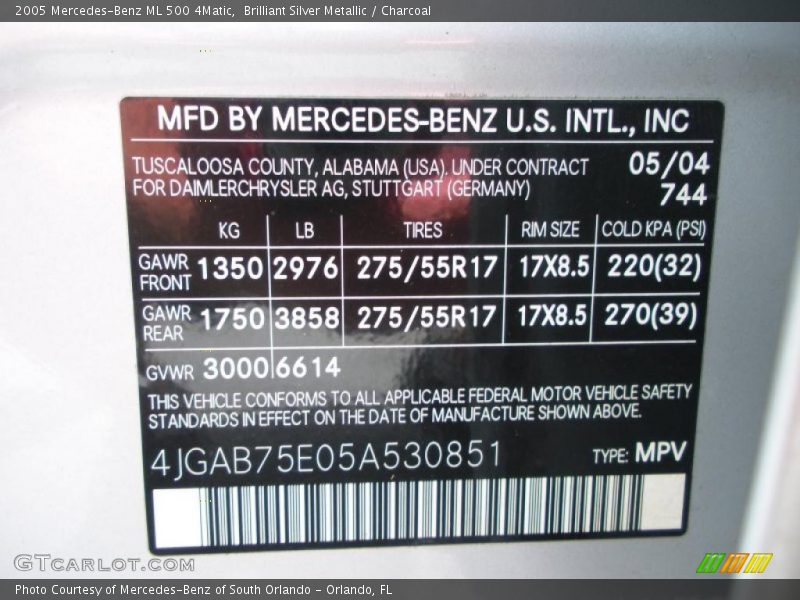 2005 Mercedes-Benz ML 500 4Matic, Brilliant Silver Metallic / Charcoal
MFD BY MERCEDES-BENZ U.S. INTL., INC
TUSCALOOSA COUNTY, ALABAMA (USA). UNDER CONTRACT 05/04
FOR DAIMLERCHRYSLER AG, STUTTGART (GERMANY) 744
KG LB TIRES RIM SIZE COLD KPA (PSI)
GAWR FRONT 1350 2976 275/55R17 17X8.5 220(32)
GAWR REAR 1750 3858 275/55R17 17X8.5 270(39)
GVWR 3000 6614
THIS VEHICLE CONFORMS TO ALL APPLICABLE FEDERAL MOTOR VEHICLE SAFETY
STANDARDS IN EFFECT ON THE DATE OF MANUFACTURE SHOWN ABOVE.
4JGAB75E05A530851 TYPE: MPV
GTCarLot.com
Photo Courtesy of Mercedes-Benz of South Orlando - Orlando, FL